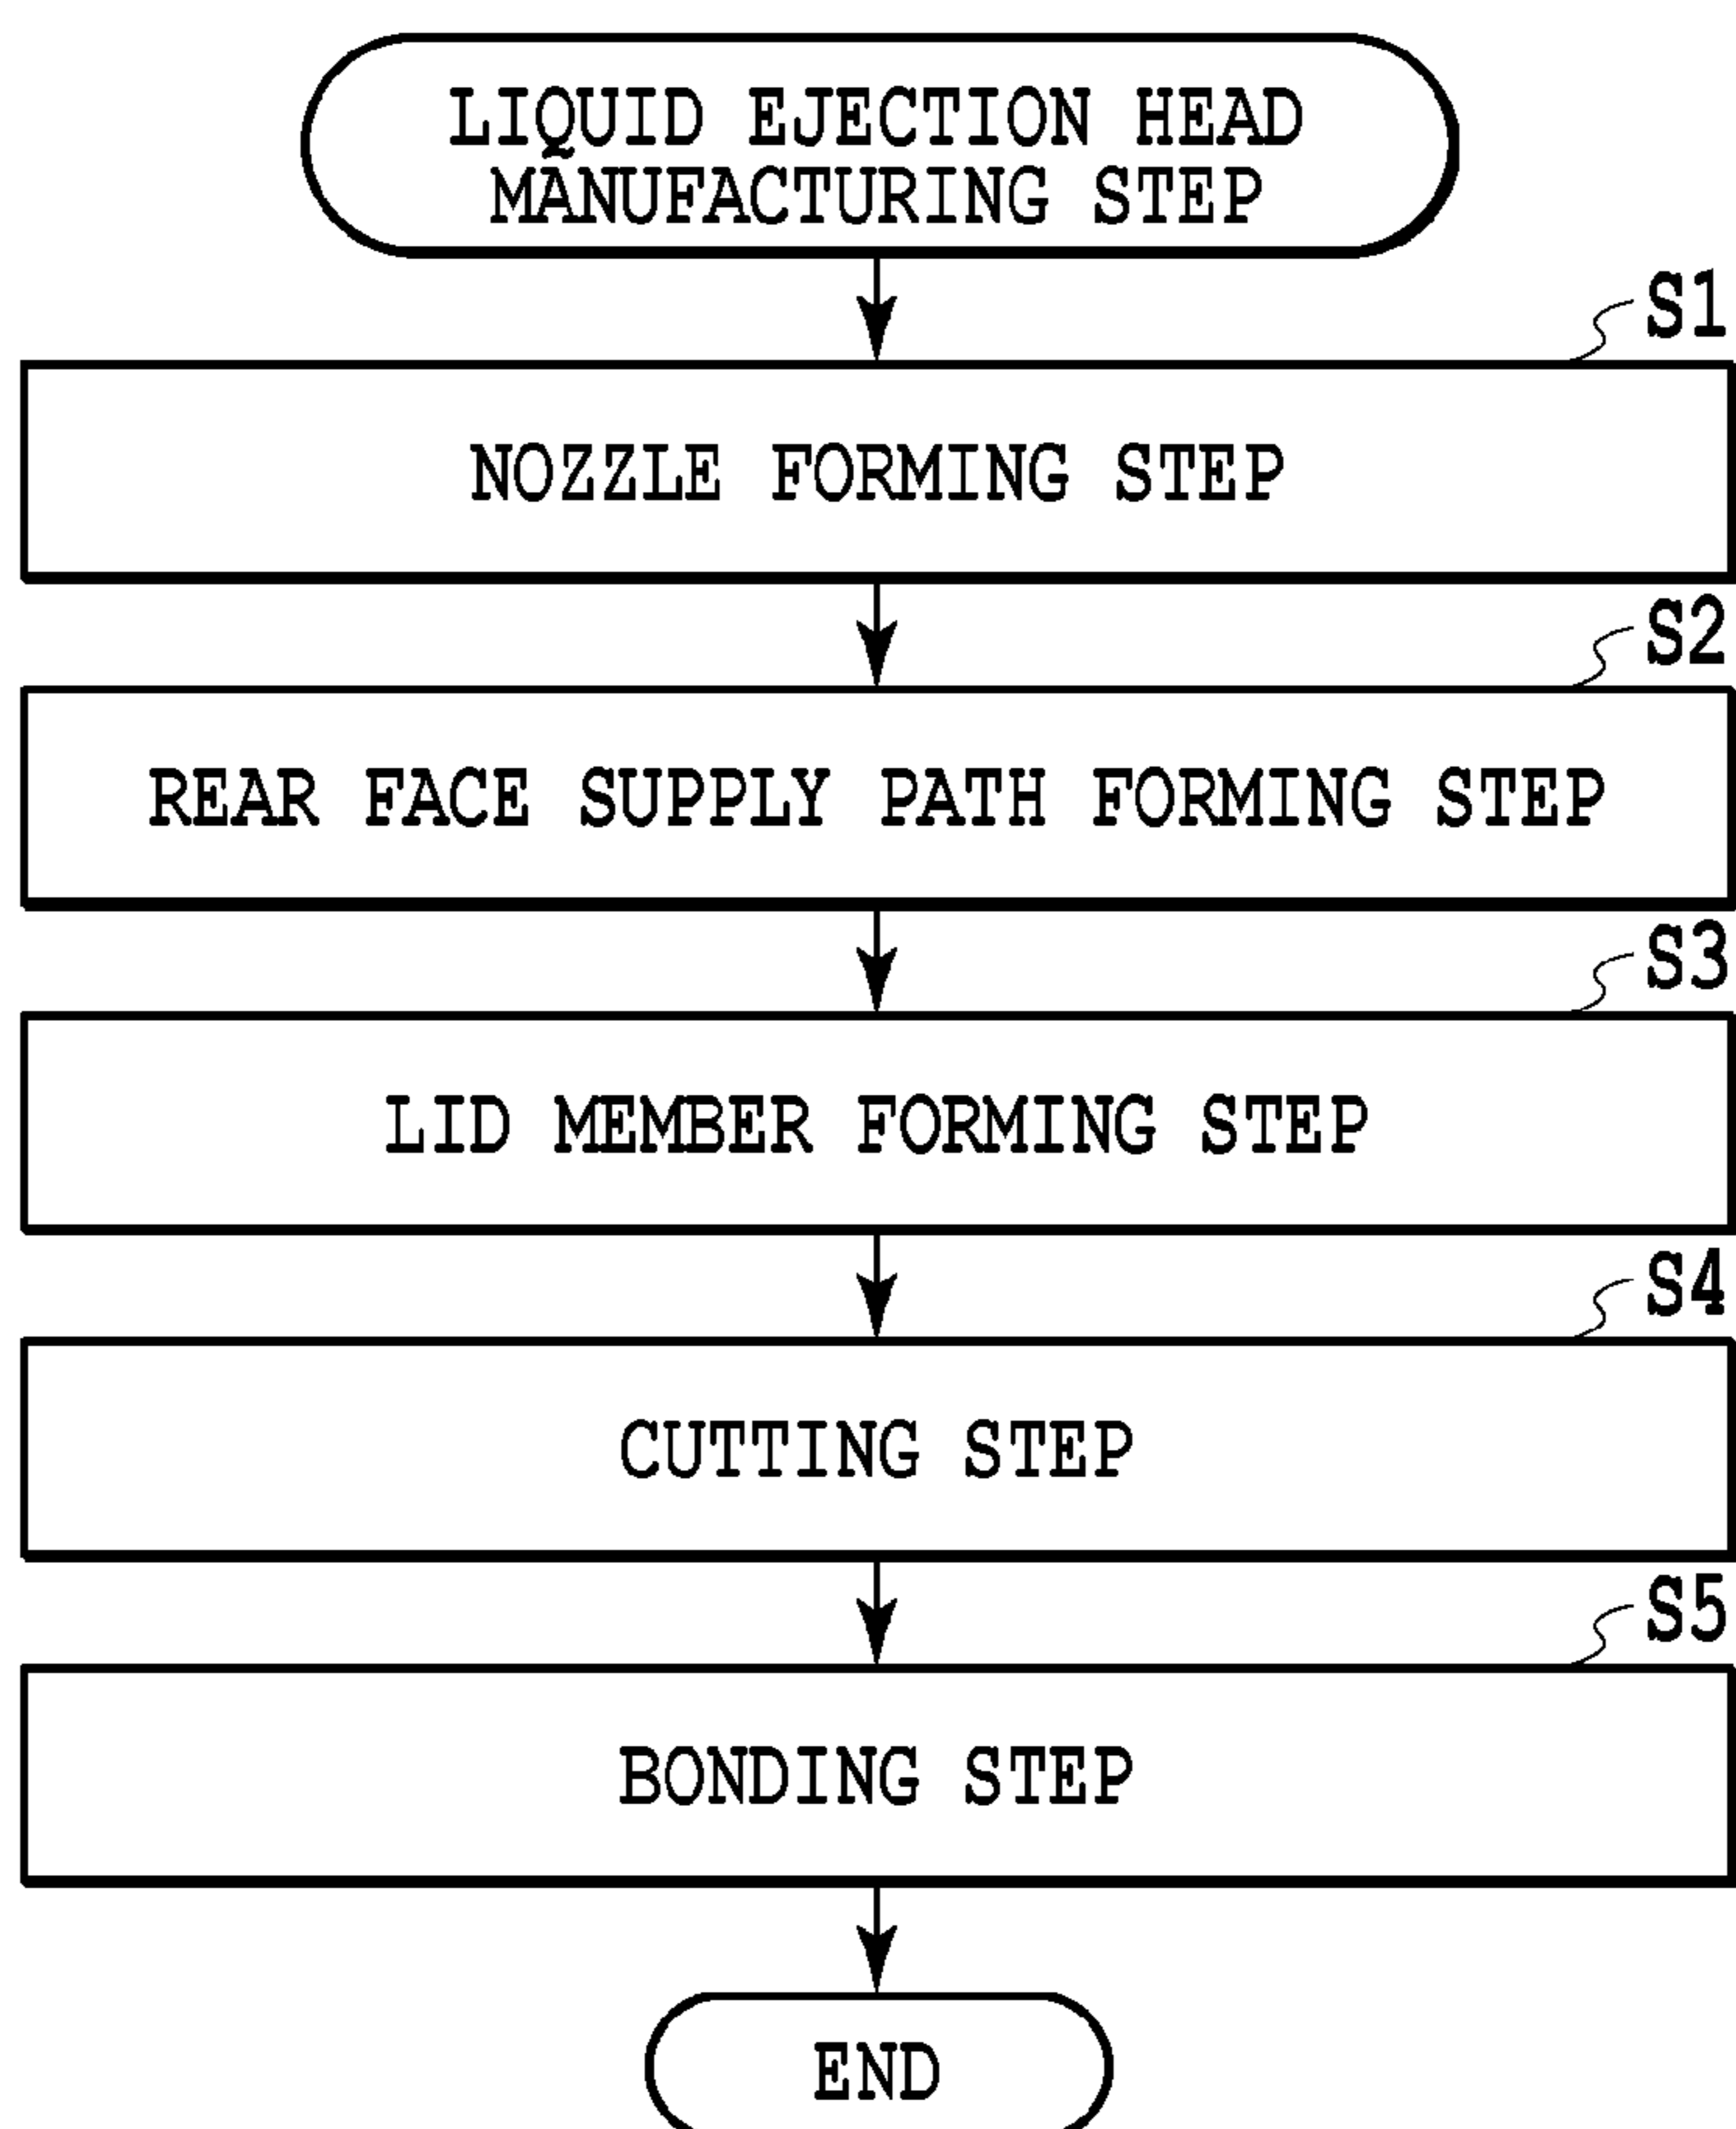 LIQUID EJECTION HEAD
MANUFACTURING STEP
S1
NOZZLE FORMING STEP
S2
REAR FACE SUPPLY PATH FORMING STEP
S3
LID MEMBER FORMING STEP
S4
CUTTING STEP
S5
BONDING STEP
END